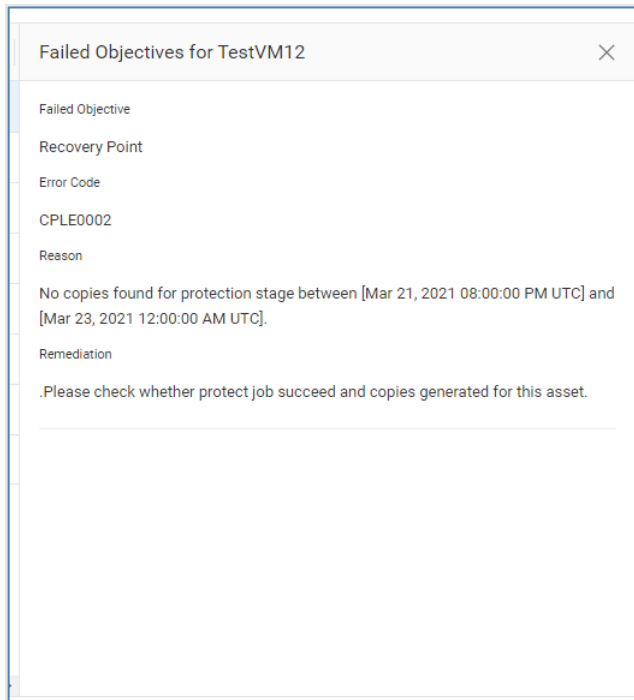 Failed Objectives for TestVM12
Failed Objective
Recovery Point
Error Code
CPLE0002
Reason
No copies found for protection stage between [Mar 21, 2021 08:00:00 PM UTC] and
[Mar 23, 2021 12:00:00 AM UTC].
Remediation
.Please check whether protect job succeed and copies generated for this asset.